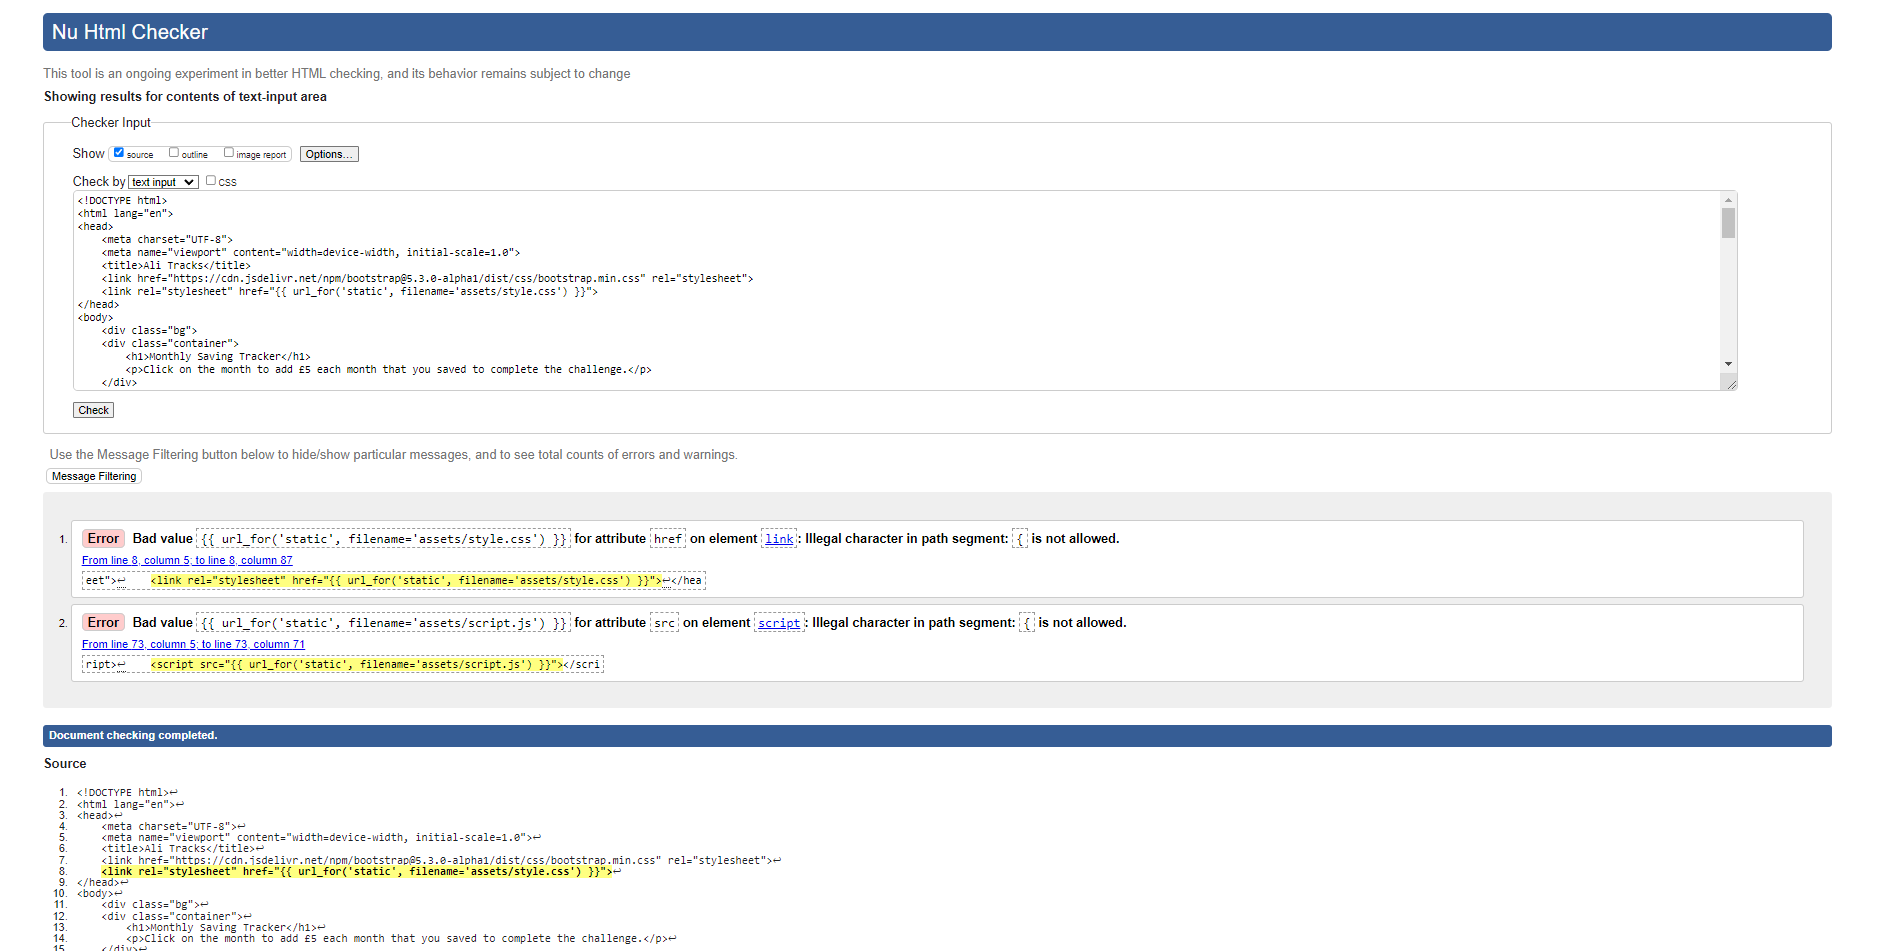 Nu Html Checker
This tool is an ongoing experiment in better HTML checking, and its behavior remains subject to change
Showing results for contents of text-input area
Checker Input
Show source outline image report Options...
Check by text input css
<!DOCTYPE html>
<html lang="en">
<head>
    <meta charset="UTF-8">
    <meta name="viewport" content="width=device-width, initial-scale=1.0">
    <title>Ali Tracks</title>
    <link href="https://cdn.jsdelivr.net/npm/bootstrap@5.3.0-alpha1/dist/css/bootstrap.min.css" rel="stylesheet">
    <link rel="stylesheet" href="{{ url_for('static', filename='assets/style.css') }}">
</head>
<body>
    <div class="bg">
    <div class="container">
        <h1>Monthly Saving Tracker</h1>
        <p>Click on the month to add £5 each month that you saved to complete the challenge.</p>
    </div>
Check
Use the Message Filtering button below to hide/show particular messages, and to see total counts of errors and warnings.
Message Filtering
1. Error Bad value {{ url_for('static', filename='assets/style.css') }} for attribute href on element link: Illegal character in path segment: { is not allowed.
From line 8, column 5; to line 8, column 87
eet">↩    <link rel="stylesheet" href="{{ url_for('static', filename='assets/style.css') }}">↩</hea
2. Error Bad value {{ url_for('static', filename='assets/script.js') }} for attribute src on element script: Illegal character in path segment: { is not allowed.
From line 73, column 5; to line 73, column 71
ript>↩    <script src="{{ url_for('static', filename='assets/script.js') }}"></scri
Document checking completed.
Source
1. <!DOCTYPE html>↩
2. <html lang="en">↩
3. <head>↩
4.     <meta charset="UTF-8">↩
5.     <meta name="viewport" content="width=device-width, initial-scale=1.0">↩
6.     <title>Ali Tracks</title>↩
7.     <link href="https://cdn.jsdelivr.net/npm/bootstrap@5.3.0-alpha1/dist/css/bootstrap.min.css" rel="stylesheet">↩
8.     <link rel="stylesheet" href="{{ url_for('static', filename='assets/style.css') }}">↩
9. </head>↩
10. <body>↩
11.     <div class="bg">↩
12.     <div class="container">↩
13.         <h1>Monthly Saving Tracker</h1>↩
14.         <p>Click on the month to add £5 each month that you saved to complete the challenge.</p>↩
15.     </div>↩